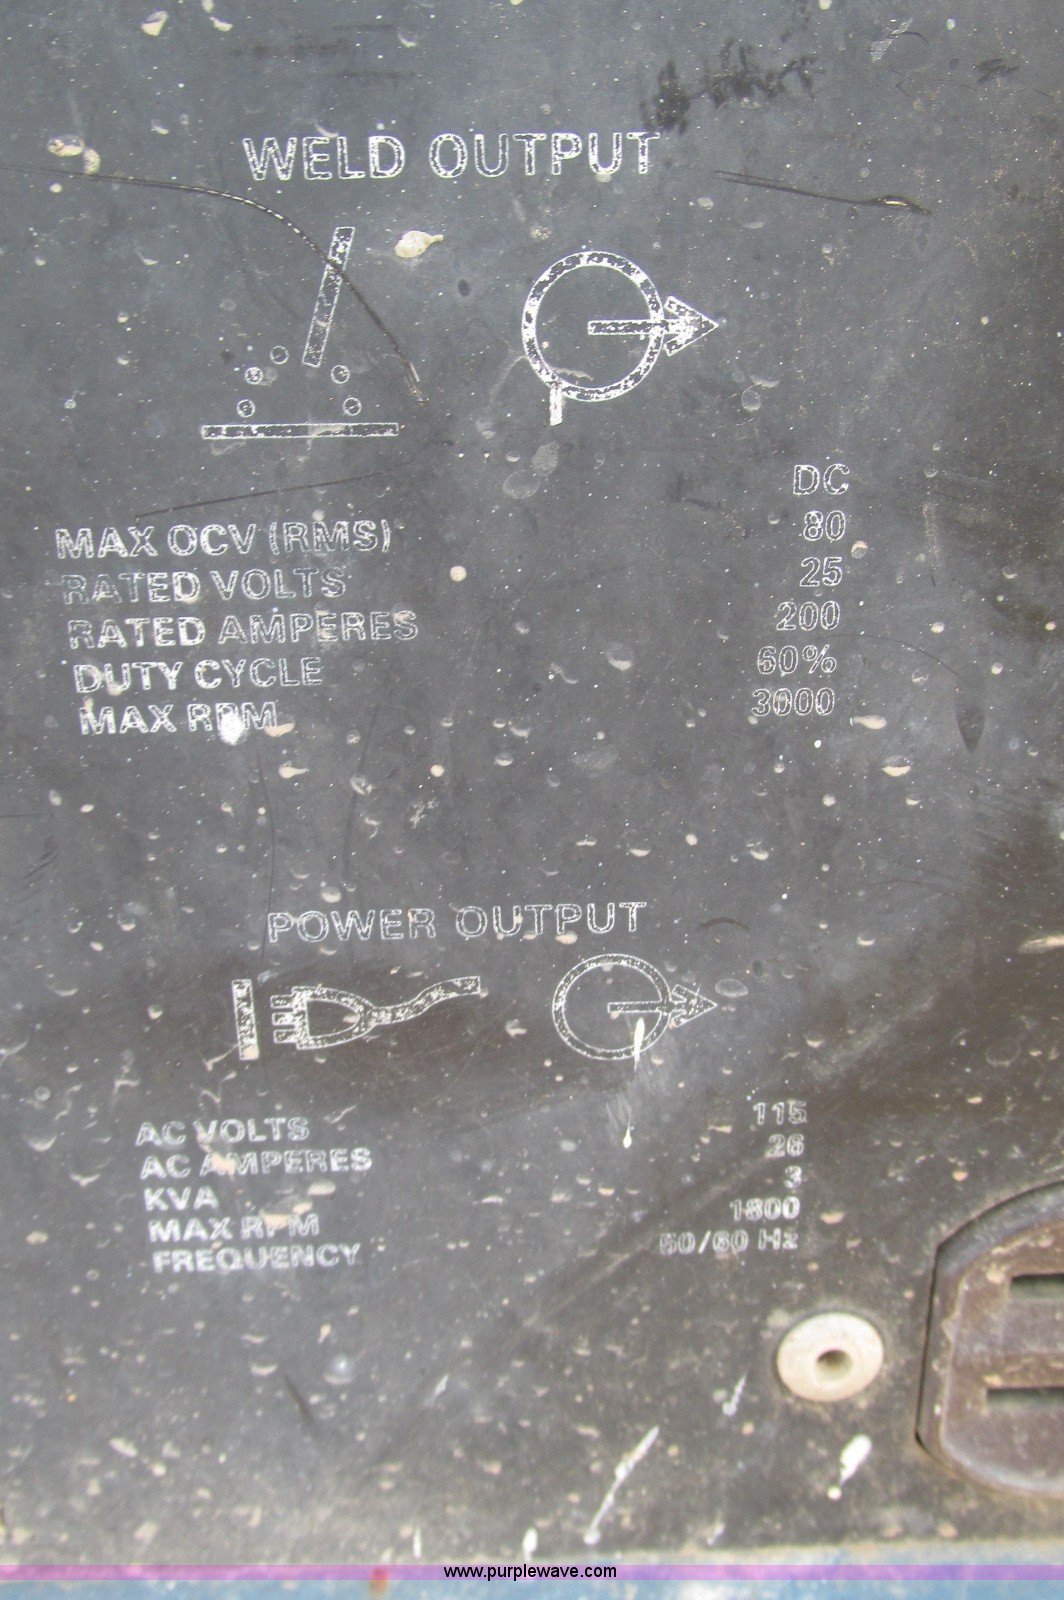 WELD OUTPUT
DC
MAX OCV (RMS) 80
RATED VOLTS 25
RATED AMPERES 200
DUTY CYCLE 60%
MAX RPM 3000
POWER OUTPUT
AC VOLTS 115
AC AMPERES 26
KVA 3
MAX RPM 1800
FREQUENCY 50/60 Hz
www.purplewave.com